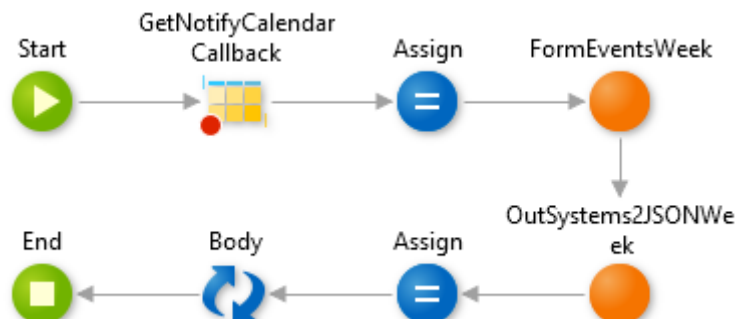 Start
GetNotifyCalendar
Callback
Assign
FormEventsWeek
OutSystems2JSONWe
ek
Assign
Body
End